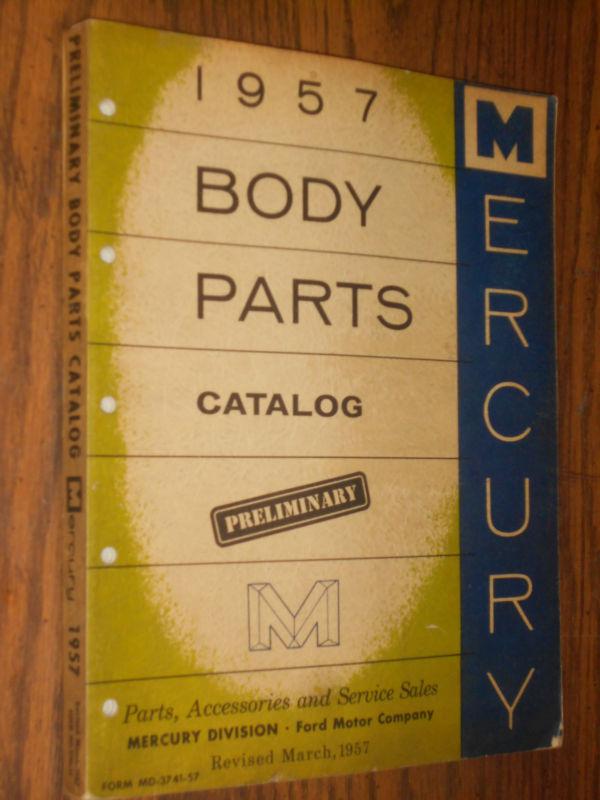 1957
BODY
PARTS
CATALOG
PRELIMINARY
M
Parts, Accessories and Service Sales
MERCURY DIVISION · Ford Motor Company
Revised March, 1957
FORM MD-3741-57
MERCURY
PRELIMINARY BODY PARTS CATALOG Mercury 1957